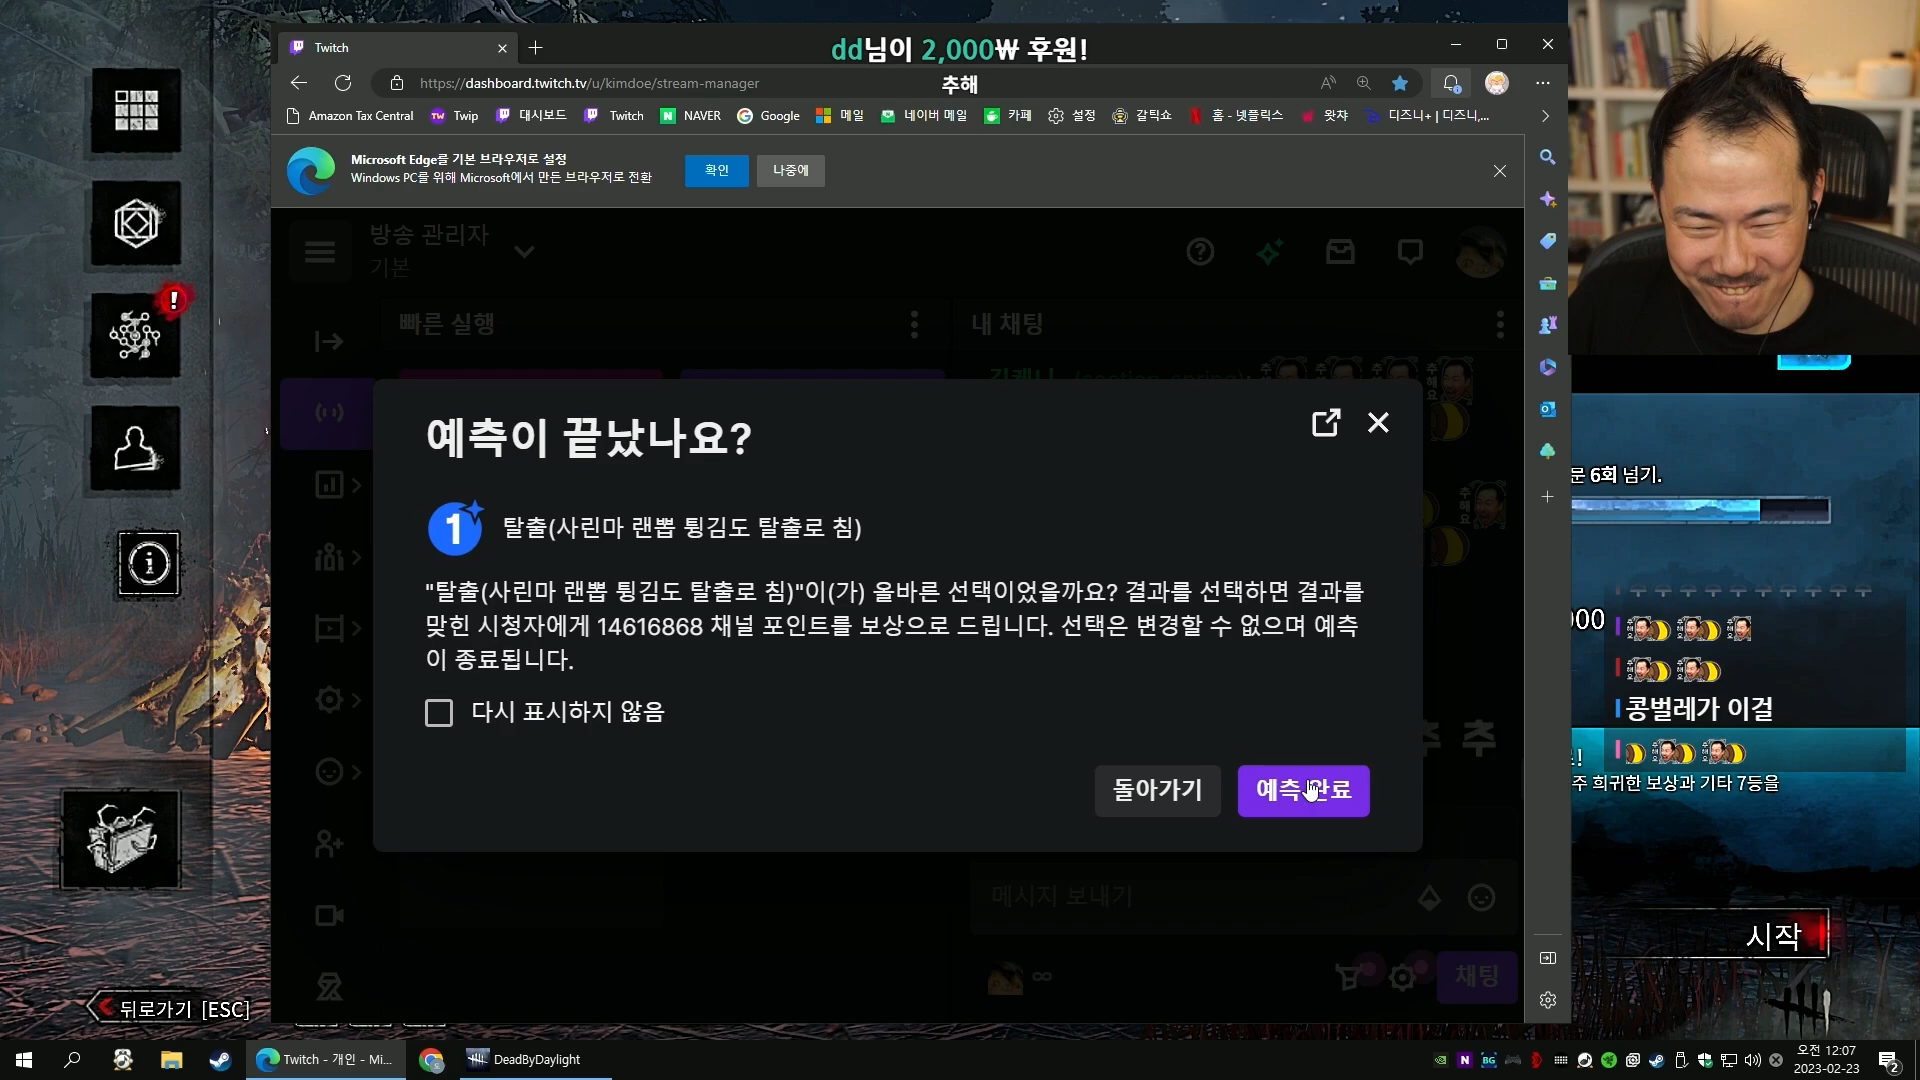 Twitch
dd님이 2,000₩ 후원!
추해
https://dashboard.twitch.tv/u/kimdoe/stream-manager
Amazon Tax Central
Twip
대시보드
Twitch
NAVER
Google
메일
네이버 메일
카페
설정
갈틱쇼
홈 - 넷플릭스
왓챠
디즈니+ | 디즈니,...
Microsoft Edge를 기본 브라우저로 설정
Windows PC를 위해 Microsoft에서 만든 브라우저로 전환
확인
나중에
방송 관리자
기본
빠른 실행
내 채팅
예측이 끝났나요?
1 탈출(사린마 랜뽑 튕김도 탈출로 침)
"탈출(사린마 랜뽑 튕김도 탈출로 침)"이(가) 올바른 선택이었을까요? 결과를 선택하면 결과를
맞힌 시청자에게 14616868 채널 포인트를 보상으로 드립니다. 선택은 변경할 수 없으며 예측
이 종료됩니다.
다시 표시하지 않음
돌아가기
예측 완료
메시지 보내기
채팅
문 6회 넘기.
콩벌레가 이걸
주 희귀한 보상과 기타 7등을
시작
뒤로가기 [ESC]
Twitch - 개인 - Mi...
DeadByDaylight
오전 12:07
2023-02-23
2